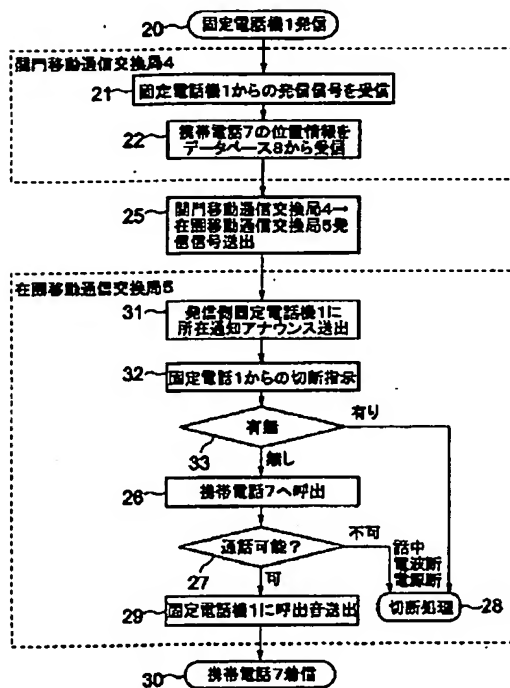 20
固定電話機1発信
関門移動通信交換局4
21
固定電話機1からの発信信号を受信
22
携帯電話7の位置情報を
データベース8から受信
25
関門移動通信交換局4→
在圏移動通信交換局5発
信信号送出
在圏移動通信交換局5
31
発信側固定電話機1に
所在通知アナウンス送出
32
固定電話1からの切断指示
有無
有り
33
無し
26
携帯電話7へ呼出
通話可能?
不可
27
可
話中
電波断
電源断
29
固定電話機1に呼出音送出
切断処理
28
30
携帯電話7着信